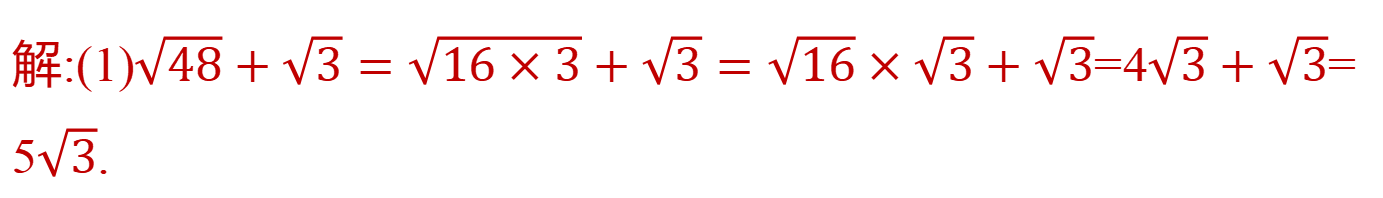 解:(1)√48 + √3 = √16 × 3 + √3 = √16 × √3 + √3=4√3 + √3=
5√3.